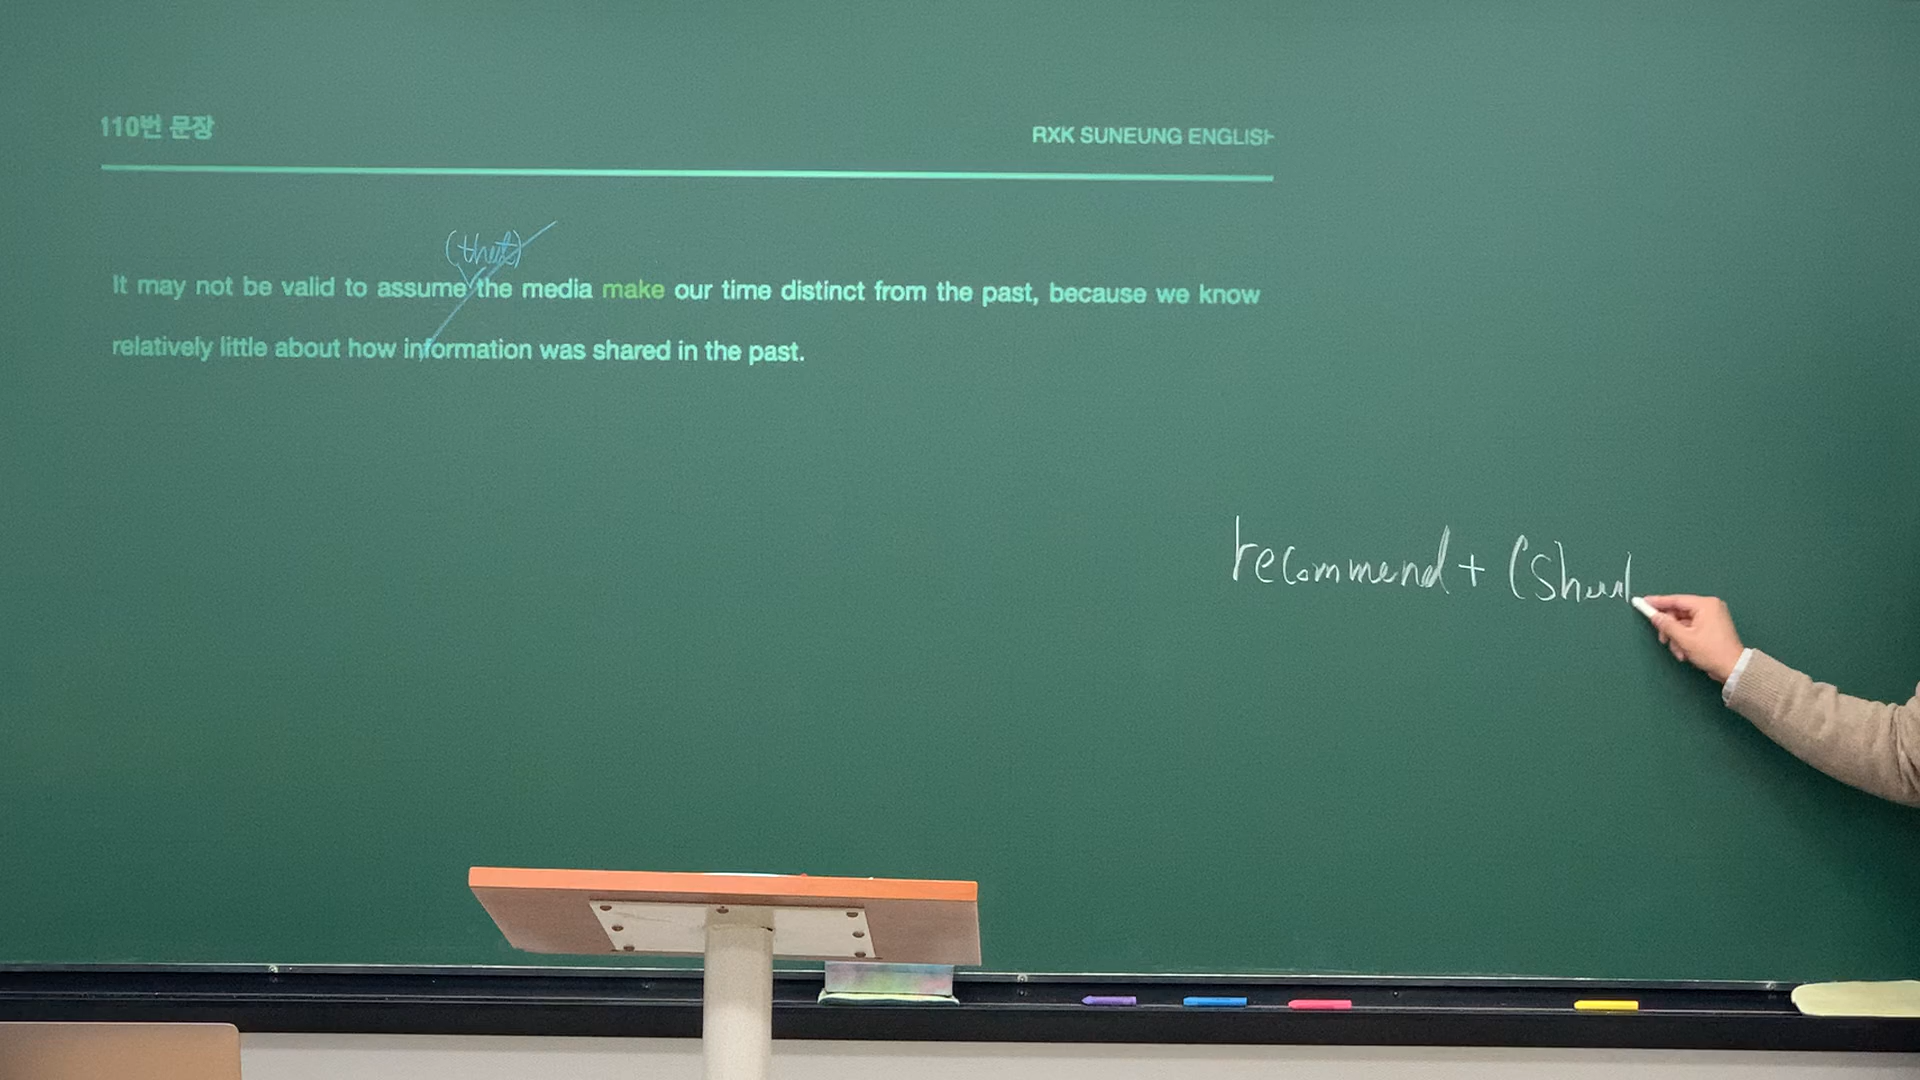 110번 문장
RXK SUNEUNG ENGLISH
(that)
It may not be valid to assume the media make our time distinct from the past, because we know
relatively little about how information was shared in the past.
recommend + (shoul